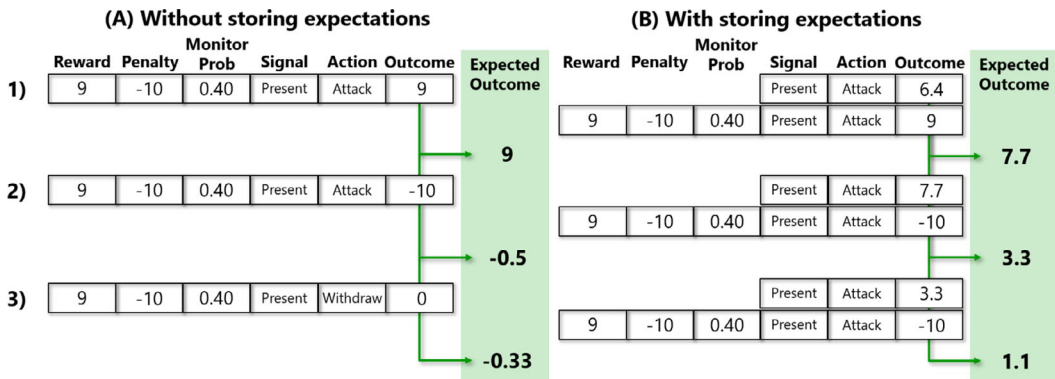 (A) Without storing expectations
(B) With storing expectations
Reward Penalty Monitor Prob Signal Action Outcome Expected Outcome
Reward Penalty Monitor Prob Signal Action Outcome Expected Outcome
1) 9 -10 0.40 Present Attack 9
9
2) 9 -10 0.40 Present Attack -10
-0.5
3) 9 -10 0.40 Present Withdraw 0
-0.33
Present Attack 6.4
9 -10 0.40 Present Attack 9
7.7
Present Attack 7.7
9 -10 0.40 Present Attack -10
3.3
Present Attack 3.3
9 -10 0.40 Present Attack -10
1.1